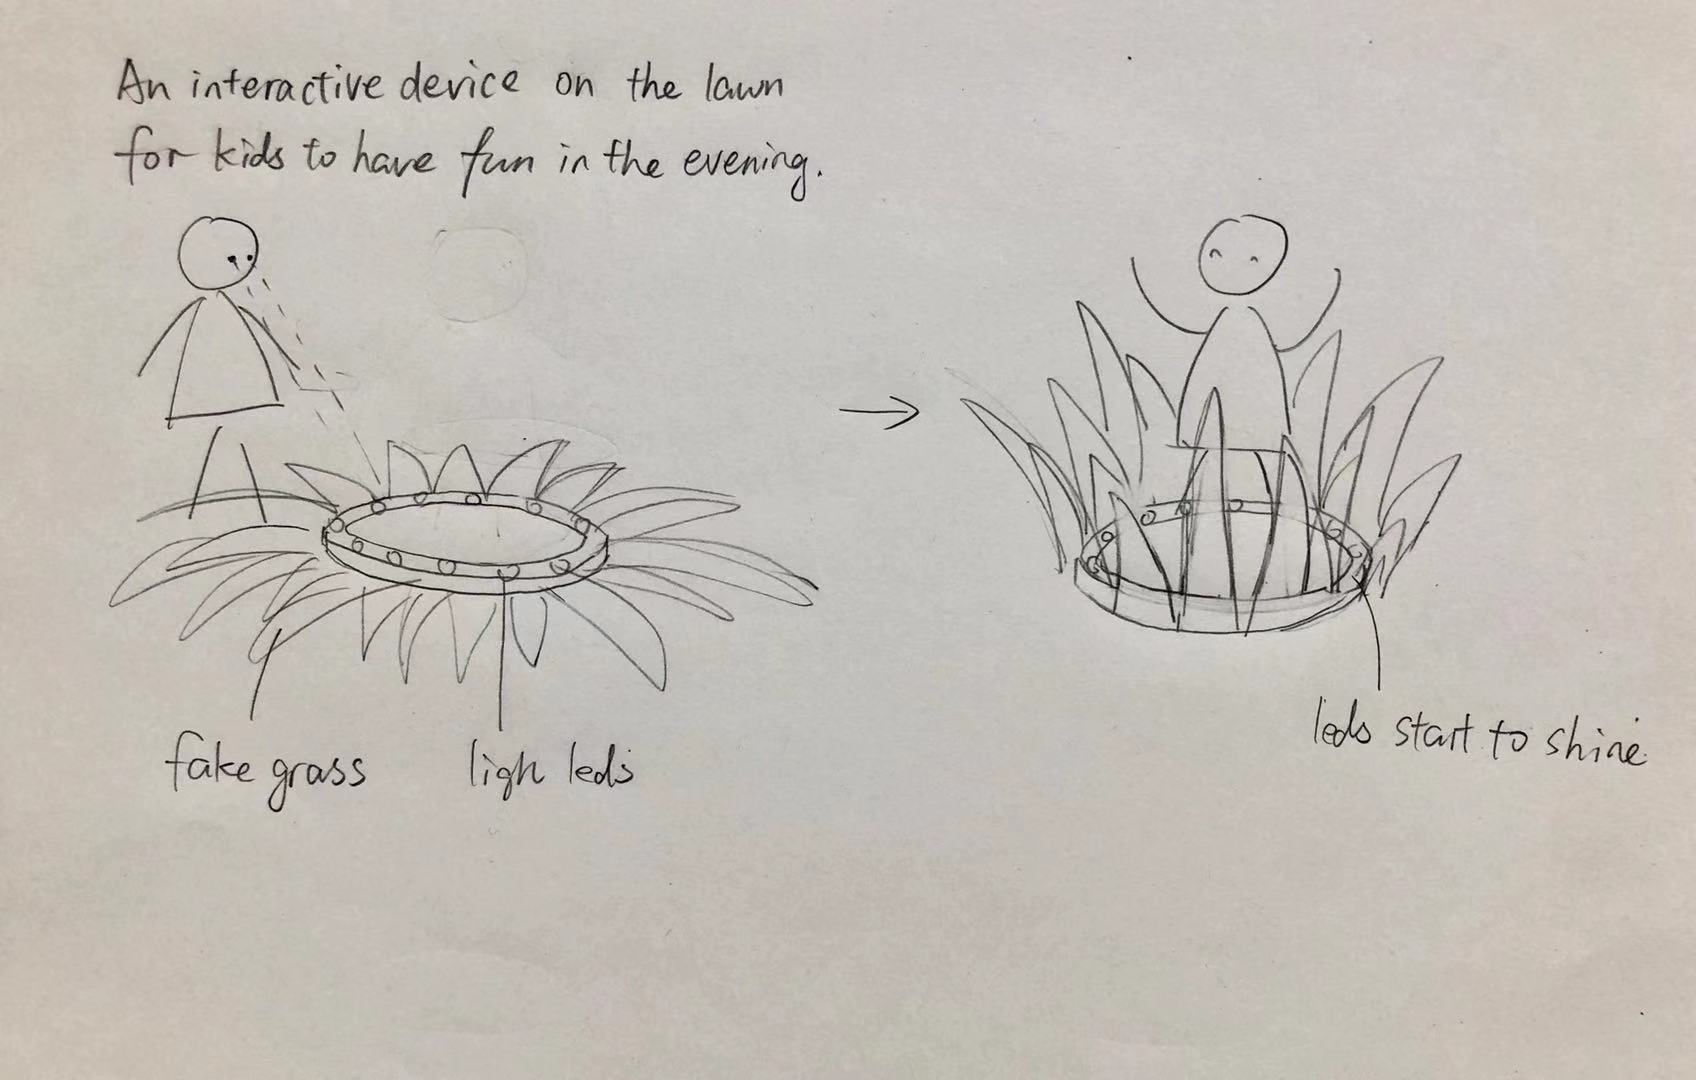 An interactive device on the lawn
for kids to have fun in the evening.
fake grass
ligh leds
leds start to shine